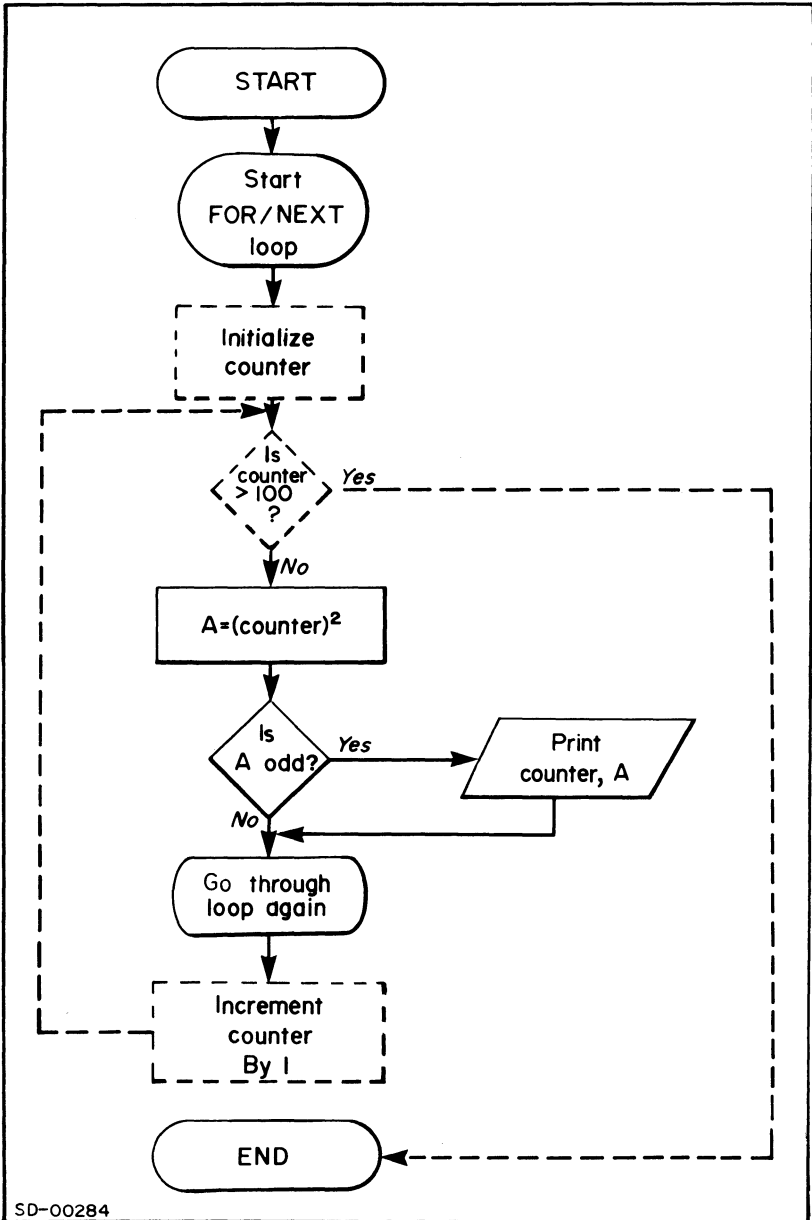 START
Start
FOR/NEXT
loop
Initialize
counter
Is
counter
> 100
?
Yes
No
A=(counter)²
Is
A odd?
Yes
Print
counter, A
No
Go through
loop again
Increment
counter
By 1
END
SD-00284